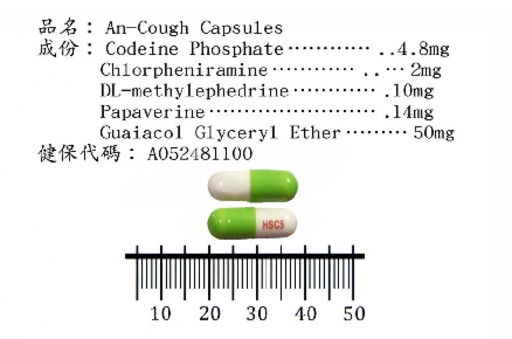 品名：An-Cough Capsules
成份：Codeine Phosphate⋯⋯⋯⋯ ..4.8mg
Chlorpheniramine⋯⋯⋯⋯ ..⋯2mg
DL-methylephedrine⋯⋯⋯⋯ .10mg
Papaverine⋯⋯⋯⋯⋯⋯⋯⋯ .14mg
Guaiacol Glyceryl Ether⋯⋯⋯ 50mg
健保代碼：A052481100
HSC5
10 20 30 40 50